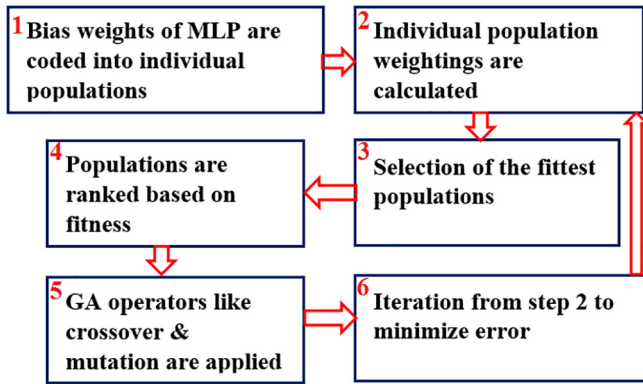 1 Bias weights of MLP are
coded into individual
populations
2 Individual population
weightings are
calculated
3 Selection of the fittest
populations
4 Populations are
ranked based on
fitness
5 GA operators like
crossover &
mutation are applied
6 Iteration from step 2 to
minimize error